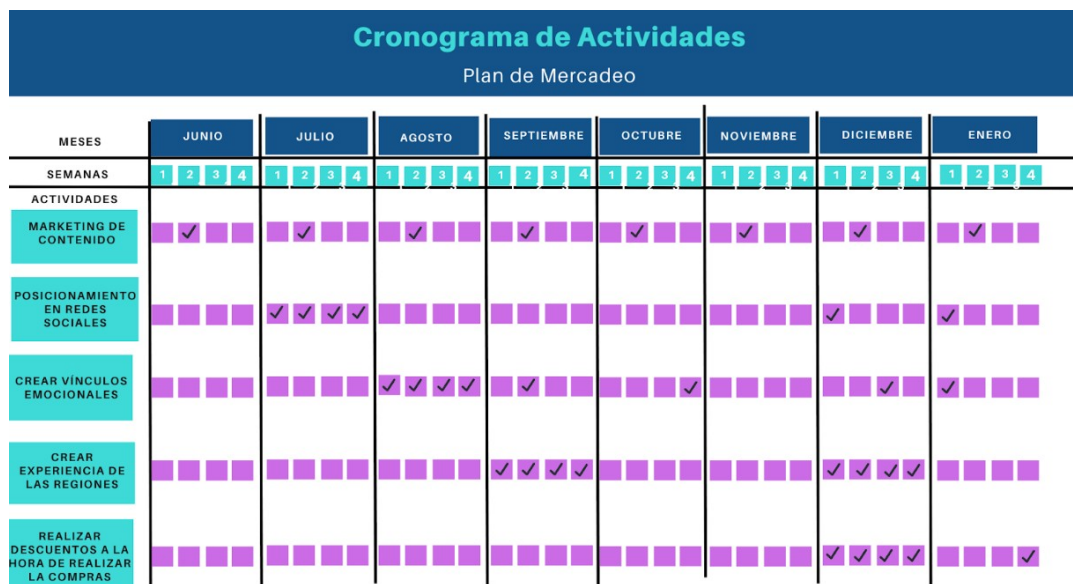 Cronograma de Actividades
Plan de Mercadeo
MESES
JUNIO
JULIO
AGOSTO
SEPTIEMBRE
OCTUBRE
NOVIEMBRE
DICIEMBRE
ENERO
SEMANAS
1 2 3 4
1 2 3 4
1 2 3 4
1 2 3 4
1 2 3 4
1 2 3 4
1 2 3 4
1 2 3 4
ACTIVIDADES
MARKETING DE
CONTENIDO
POSICIONAMIENTO
EN REDES
SOCIALES
CREAR VÍNCULOS
EMOCIONALES
CREAR
EXPERIENCIA DE
LAS REGIONES
REALIZAR
DESCUENTOS A LA
HORA DE REALIZAR
LA COMPRAS